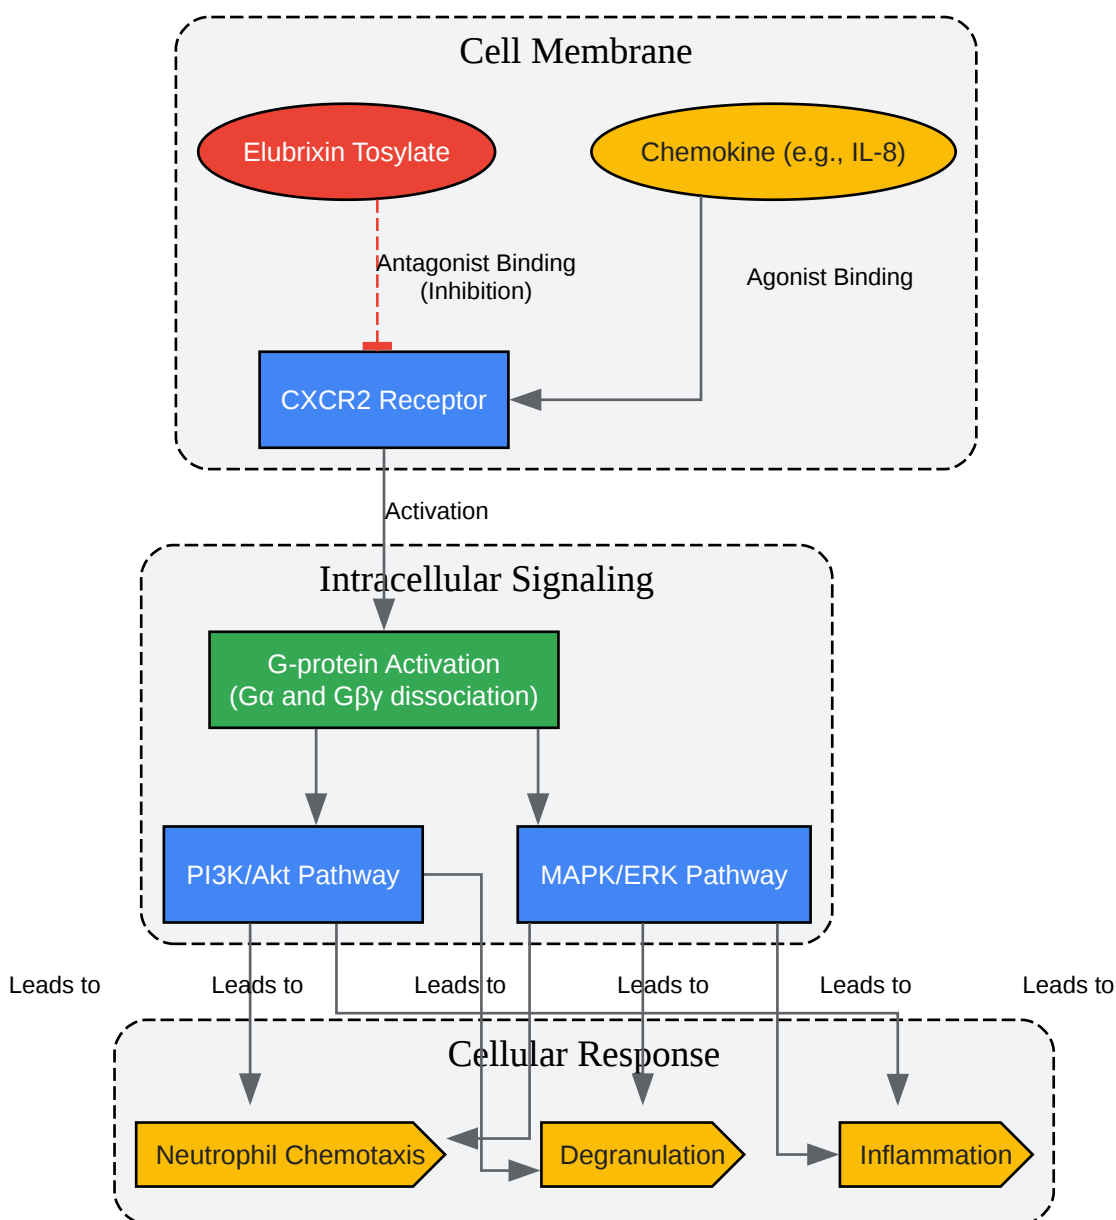 Cell Membrane
Elubrixin Tosylate
Chemokine (e.g., IL-8)
Antagonist Binding
(Inhibition)
Agonist Binding
CXCR2 Receptor
Activation
Intracellular Signaling
G-protein Activation
(Gα and Gβγ dissociation)
PI3K/Akt Pathway
MAPK/ERK Pathway
Leads to
Leads to
Leads to
Leads to
Leads to
Leads to
Cellular Response
Neutrophil Chemotaxis
Degranulation
Inflammation